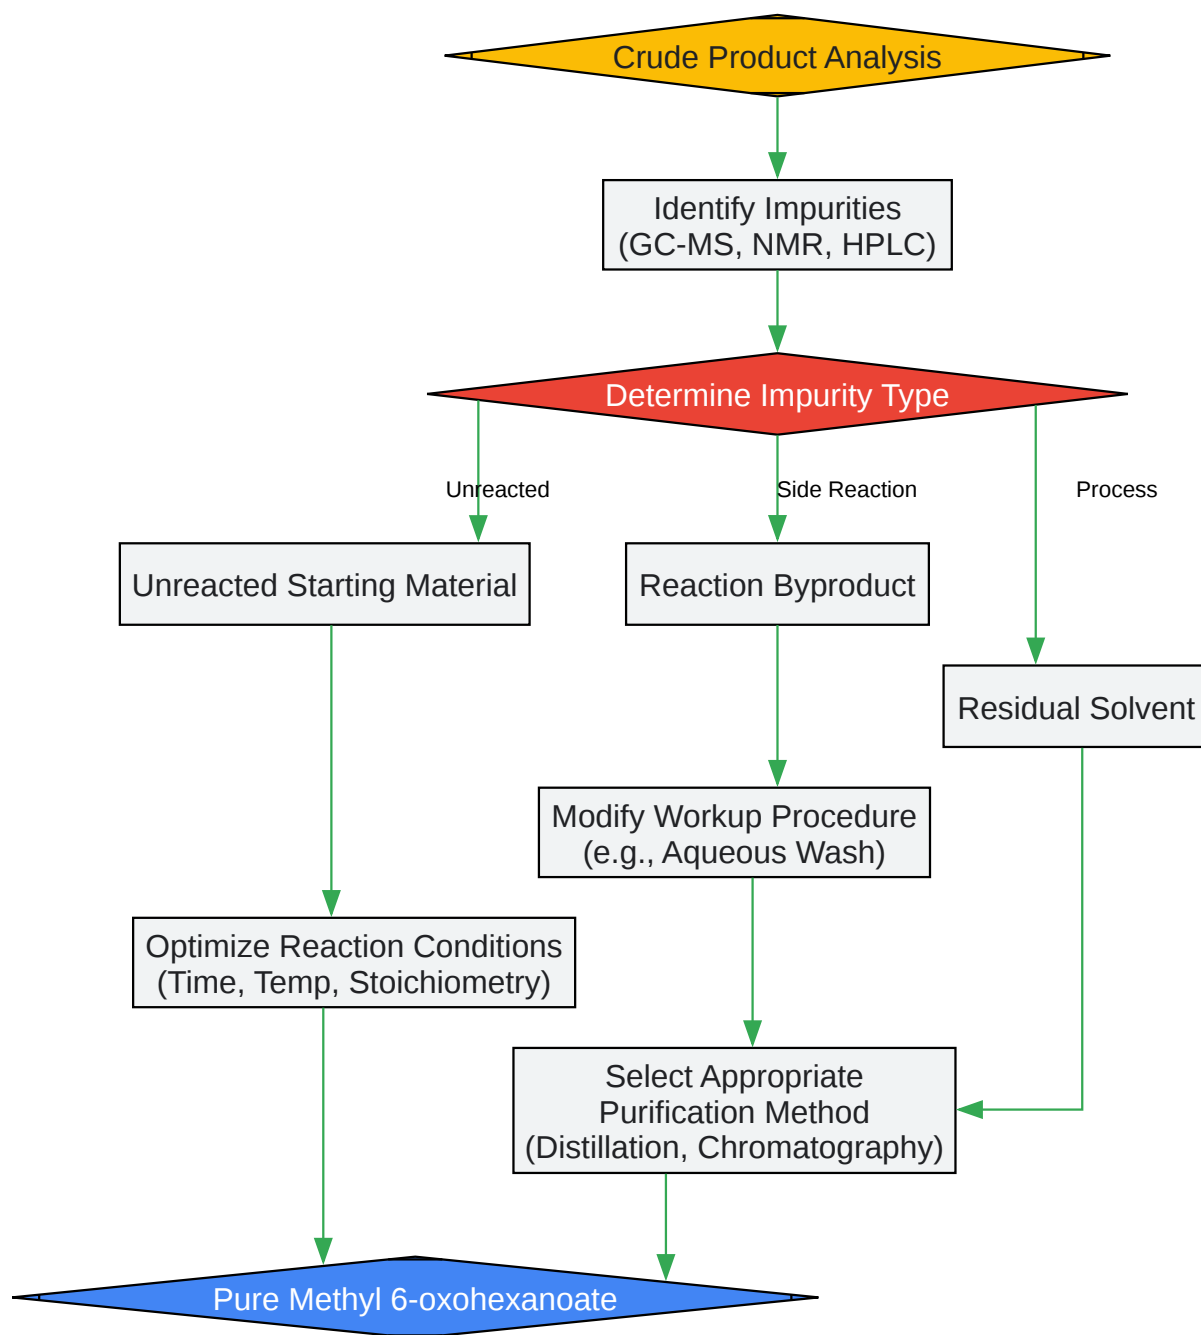 Crude Product Analysis
Identify Impurities
(GC-MS, NMR, HPLC)
Determine Impurity Type
Unreacted
Side Reaction
Process
Unreacted Starting Material
Reaction Byproduct
Residual Solvent
Modify Workup Procedure
(e.g., Aqueous Wash)
Optimize Reaction Conditions
(Time, Temp, Stoichiometry)
Select Appropriate
Purification Method
(Distillation, Chromatography)
Pure Methyl 6-oxohexanoate